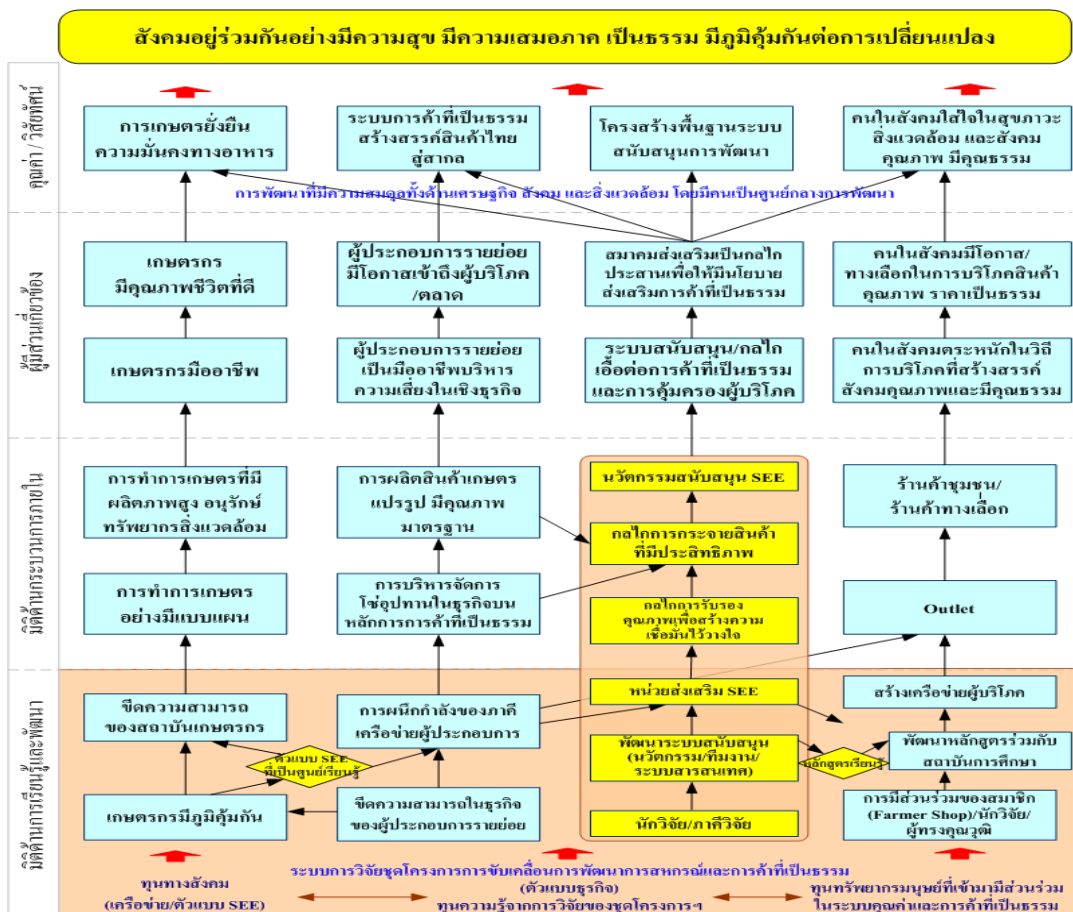 สังคมอยู่ร่วมกันอย่างมีความสุข มีความเสมอภาค เป็นธรรม มีภูมิคุ้มกันต่อการเปลี่ยนแปลง
คุณค่า / วิสัยทัศน์
การเกษตรยั่งยืน
ความมั่นคงทางอาหาร
ระบบการค้าที่เป็นธรรม
สร้างสรรค์สินค้าไทย
สู่สากล
โครงสร้างพื้นฐานระบบ
สนับสนุนการพัฒนา
คนในสังคมใส่ใจในสุขภาวะ
สิ่งแวดล้อม และสังคม
คุณภาพ มีคุณธรรม
การพัฒนาที่มีความสมดุลทั้งด้านเศรษฐกิจ สังคม และสิ่งแวดล้อม โดยมีคนเป็นศูนย์กลางการพัฒนา
ผู้มีส่วนเกี่ยวข้อง
เกษตรกร
มีคุณภาพชีวิตที่ดี
ผู้ประกอบการรายย่อย
มีโอกาสเข้าถึงผู้บริโภค
/ตลาด
สมาคมส่งเสริมเป็นกลไก
ประสานเพื่อให้มีนโยบาย
ส่งเสริมการค้าที่เป็นธรรม
คนในสังคมมีโอกาส/
ทางเลือกในการบริโภคสินค้า
คุณภาพ ราคาเป็นธรรม
เกษตรกรมืออาชีพ
ผู้ประกอบการรายย่อย
เป็นมืออาชีพบริหาร
ความเสี่ยงในเชิงธุรกิจ
ระบบสนับสนุน/กลไก
เอื้อต่อการค้าที่เป็นธรรม
และการคุ้มครองผู้บริโภค
คนในสังคมตระหนักในวิถี
การบริโภคที่สร้างสรรค์
สังคมคุณภาพและมีคุณธรรม
มิติด้านกระบวนการภายใน
การทำการเกษตรที่มี
ผลิตภาพสูง อนุรักษ์
ทรัพยากรสิ่งแวดล้อม
การผลิตสินค้าเกษตร
แปรรูป มีคุณภาพ
มาตรฐาน
นวัตกรรมสนับสนุน SEE
กลไกการกระจายสินค้า
ที่มีประสิทธิภาพ
ร้านค้าชุมชน/
ร้านค้าทางเลือก
การทำการเกษตร
อย่างมีแบบแผน
การบริหารจัดการ
โซ่อุปทานในธุรกิจบน
หลักการการค้าที่เป็นธรรม
กลไกการรับรอง
คุณภาพเพื่อสร้างความ
เชื่อมั่นไว้วางใจ
Outlet
มิติด้านการเรียนรู้และพัฒนา
ขีดความสามารถ
ของสถาบันเกษตรกร
การผนึกกำลังของภาคี
เครือข่ายผู้ประกอบการ
หน่วยส่งเสริม SEE
สร้างเครือข่ายผู้บริโภค
ตัวแบบ SEE
ที่เป็นศูนย์เรียนรู้
พัฒนาระบบสนับสนุน
(นวัตกรรม/ทีมงาน/
ระบบสารสนเทศ)
หลักสูตรเรียนรู้
พัฒนาหลักสูตรร่วมกับ
สถาบันการศึกษา
เกษตรกรมีภูมิคุ้มกัน
ขีดความสามารถในธุรกิจ
ของผู้ประกอบการรายย่อย
นักวิจัย/ภาคีวิจัย
การมีส่วนร่วมของสมาชิก
(Farmer Shop)/นักวิจัย/
ผู้ทรงคุณวุฒิ
ระบบการวิจัยชุดโครงการการขับเคลื่อนการพัฒนาการสหกรณ์และการค้าที่เป็นธรรม
(ตัวแบบธุรกิจ)
ทุนทางสังคม
(เครือข่าย/ตัวแบบ SEE)
ทุนความรู้จากการวิจัยของชุดโครงการฯ
ทุนทรัพยากรมนุษย์ที่เข้ามามีส่วนร่วม
ในระบบคุณค่าและการค้าที่เป็นธรรม